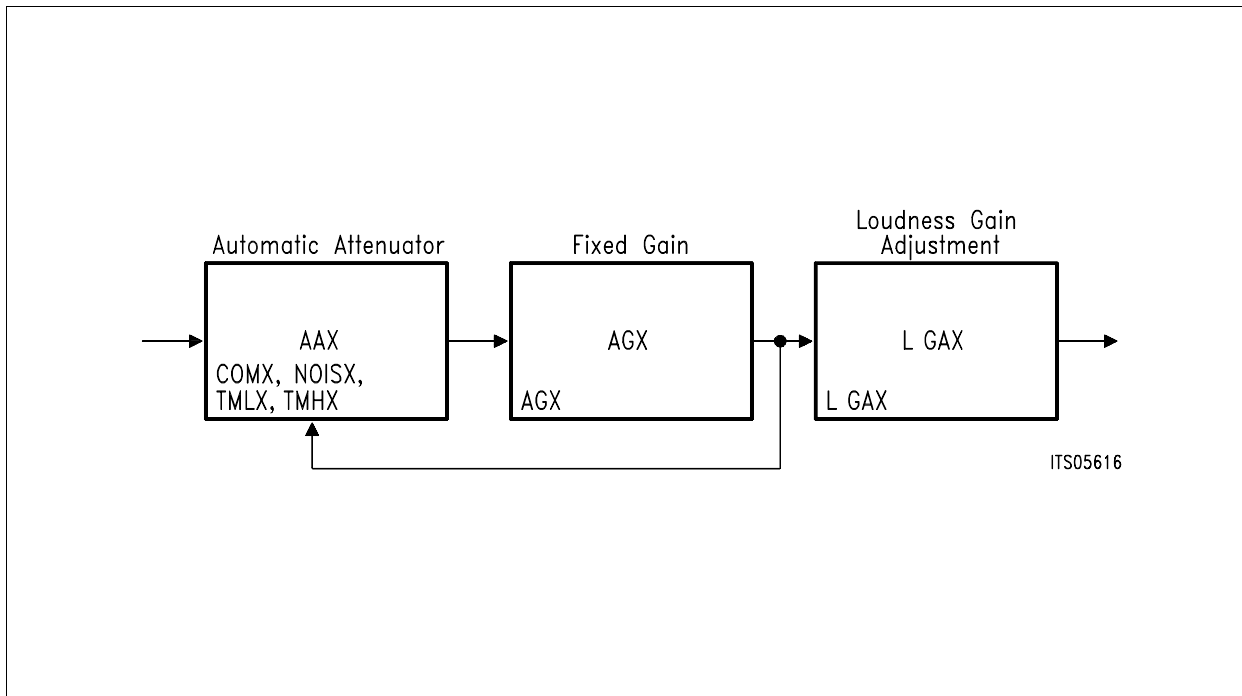 Automatic Attenuator
AAX
COMX, NOISX,
TMLX, TMHX
Fixed Gain
AGX
AGX
Loudness Gain
Adjustment
L GAX
L GAX
ITS05616